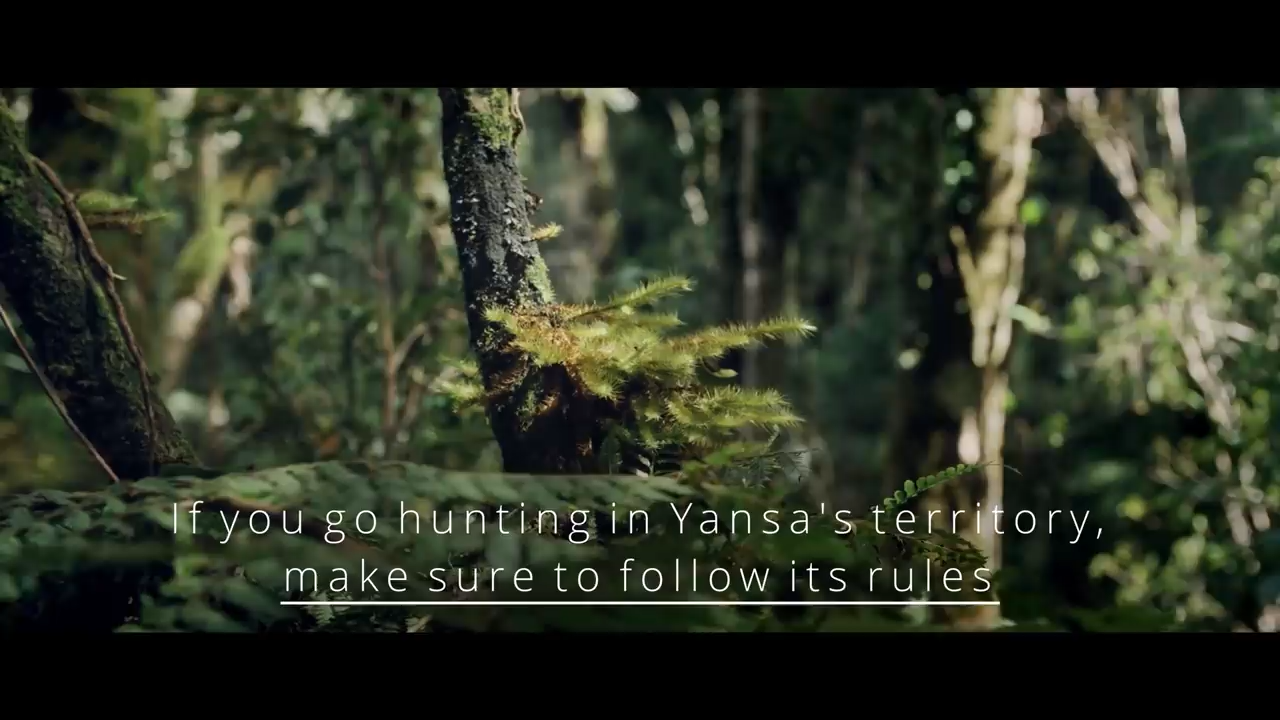 If you go hunting in Yansa's territory,
make sure to follow its rules